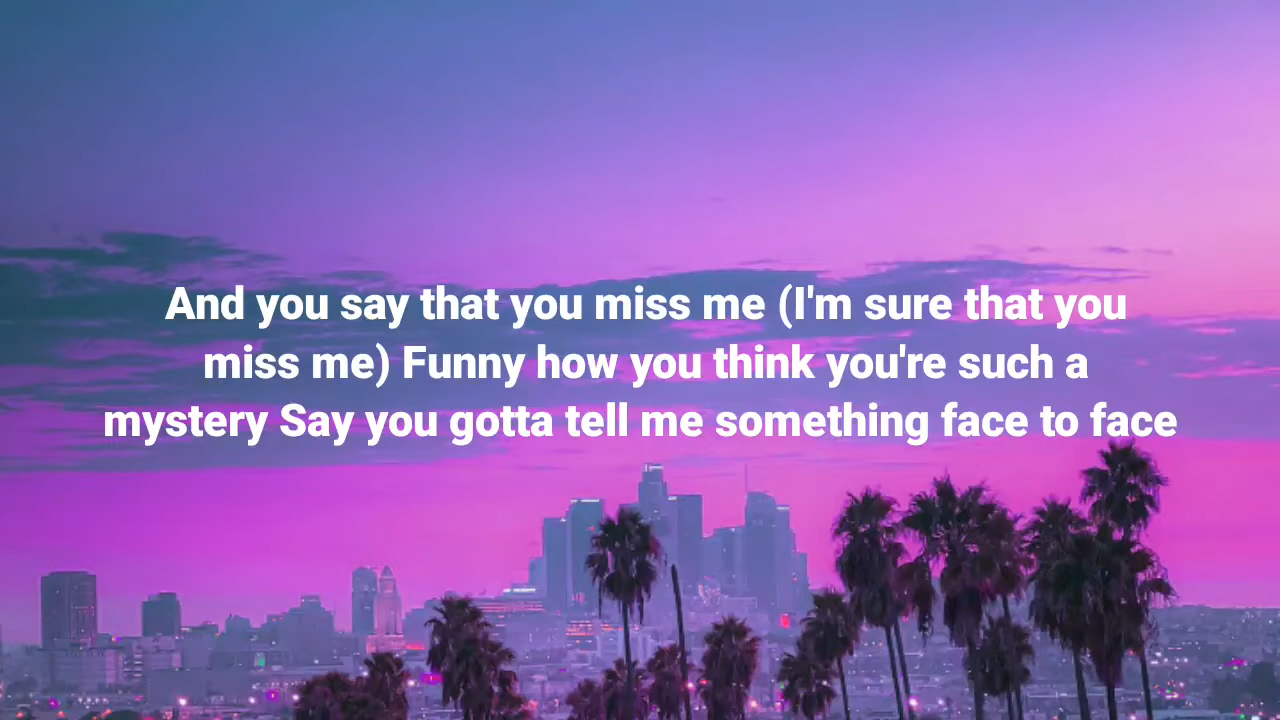 And you say that you miss me (I'm sure that you
miss me) Funny how you think you're such a
mystery Say you gotta tell me something face to face